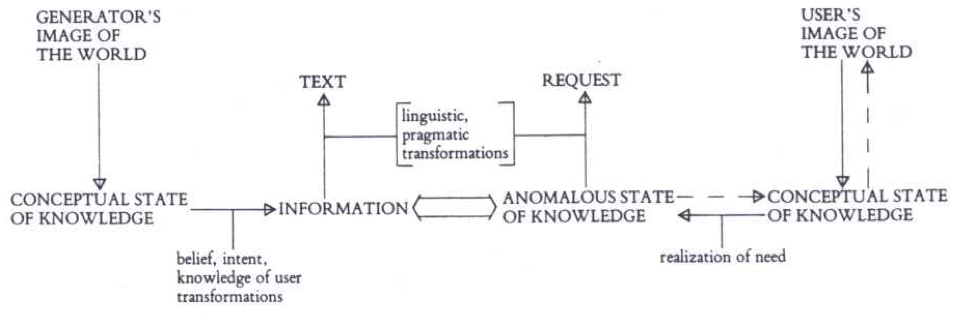 GENERATOR'S
IMAGE OF
THE WORLD
USER'S
IMAGE OF
THE WORLD
TEXT
REQUEST
linguistic,
pragmatic
transformations
CONCEPTUAL STATE
OF KNOWLEDGE
INFORMATION
ANOMALOUS STATE
OF KNOWLEDGE
CONCEPTUAL STATE
OF KNOWLEDGE
belief, intent,
knowledge of user
transformations
realization of need